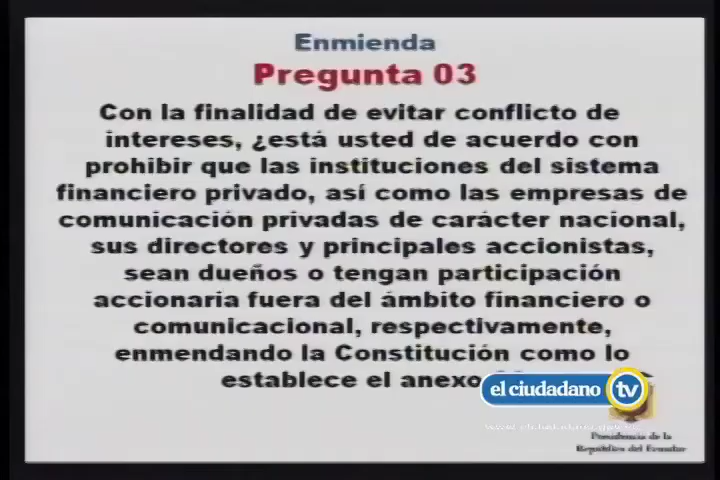 Enmienda
Pregunta 03
Con la finalidad de evitar conflicto de
intereses, ¿está usted de acuerdo con
prohibir que las instituciones del sistema
financiero privado, así como las empresas de
comunicación privadas de carácter nacional,
sus directores y principales accionistas,
sean dueños o tengan participación
accionaria fuera del ámbito financiero o
comunicacional, respectivamente,
enmendando la Constitución como lo
establece el anexo
el ciudadano tv
Presidencia de la
República del Ecuador